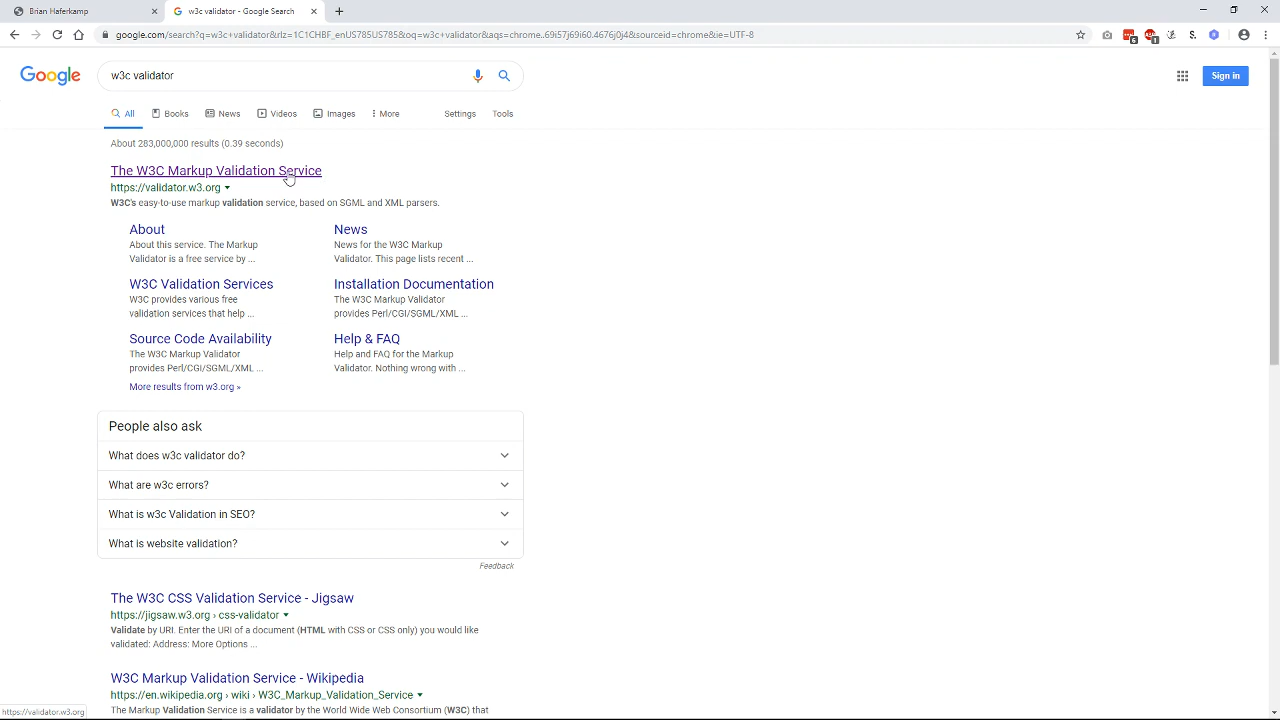 Brian Haferkamp
w3c validator - Google Search
google.com/search?q=w3c+validator&rlz=1C1CHBF_enUS785US785&oq=w3c+validator&aqs=chrome..69i57j69i60.4676j0j4&sourceid=chrome&ie=UTF-8
Google
w3c validator
Sign in
All
Books
News
Videos
Images
More
Settings
Tools
About 283,000,000 results (0.39 seconds)
The W3C Markup Validation Service
https://validator.w3.org
W3C's easy-to-use markup validation service, based on SGML and XML parsers.
About
About this service. The Markup
Validator is a free service by ...
News
News for the W3C Markup
Validator. This page lists recent ...
W3C Validation Services
W3C provides various free
validation services that help ...
Installation Documentation
The W3C Markup Validator
provides Perl/CGI/SGML/XML ...
Source Code Availability
The W3C Markup Validator
provides Perl/CGI/SGML/XML ...
Help & FAQ
Help and FAQ for the Markup
Validator. Nothing wrong with ...
More results from w3.org »
People also ask
What does w3c validator do?
What are w3c errors?
What is w3c Validation in SEO?
What is website validation?
Feedback
The W3C CSS Validation Service - Jigsaw
https://jigsaw.w3.org › css-validator
Validate by URI. Enter the URI of a document (HTML with CSS or CSS only) you would like
validated: Address: More Options ...
W3C Markup Validation Service - Wikipedia
https://en.wikipedia.org › wiki › W3C_Markup_Validation_Service
The Markup Validation Service is a validator by the World Wide Web Consortium (W3C) that
https://validator.w3.org